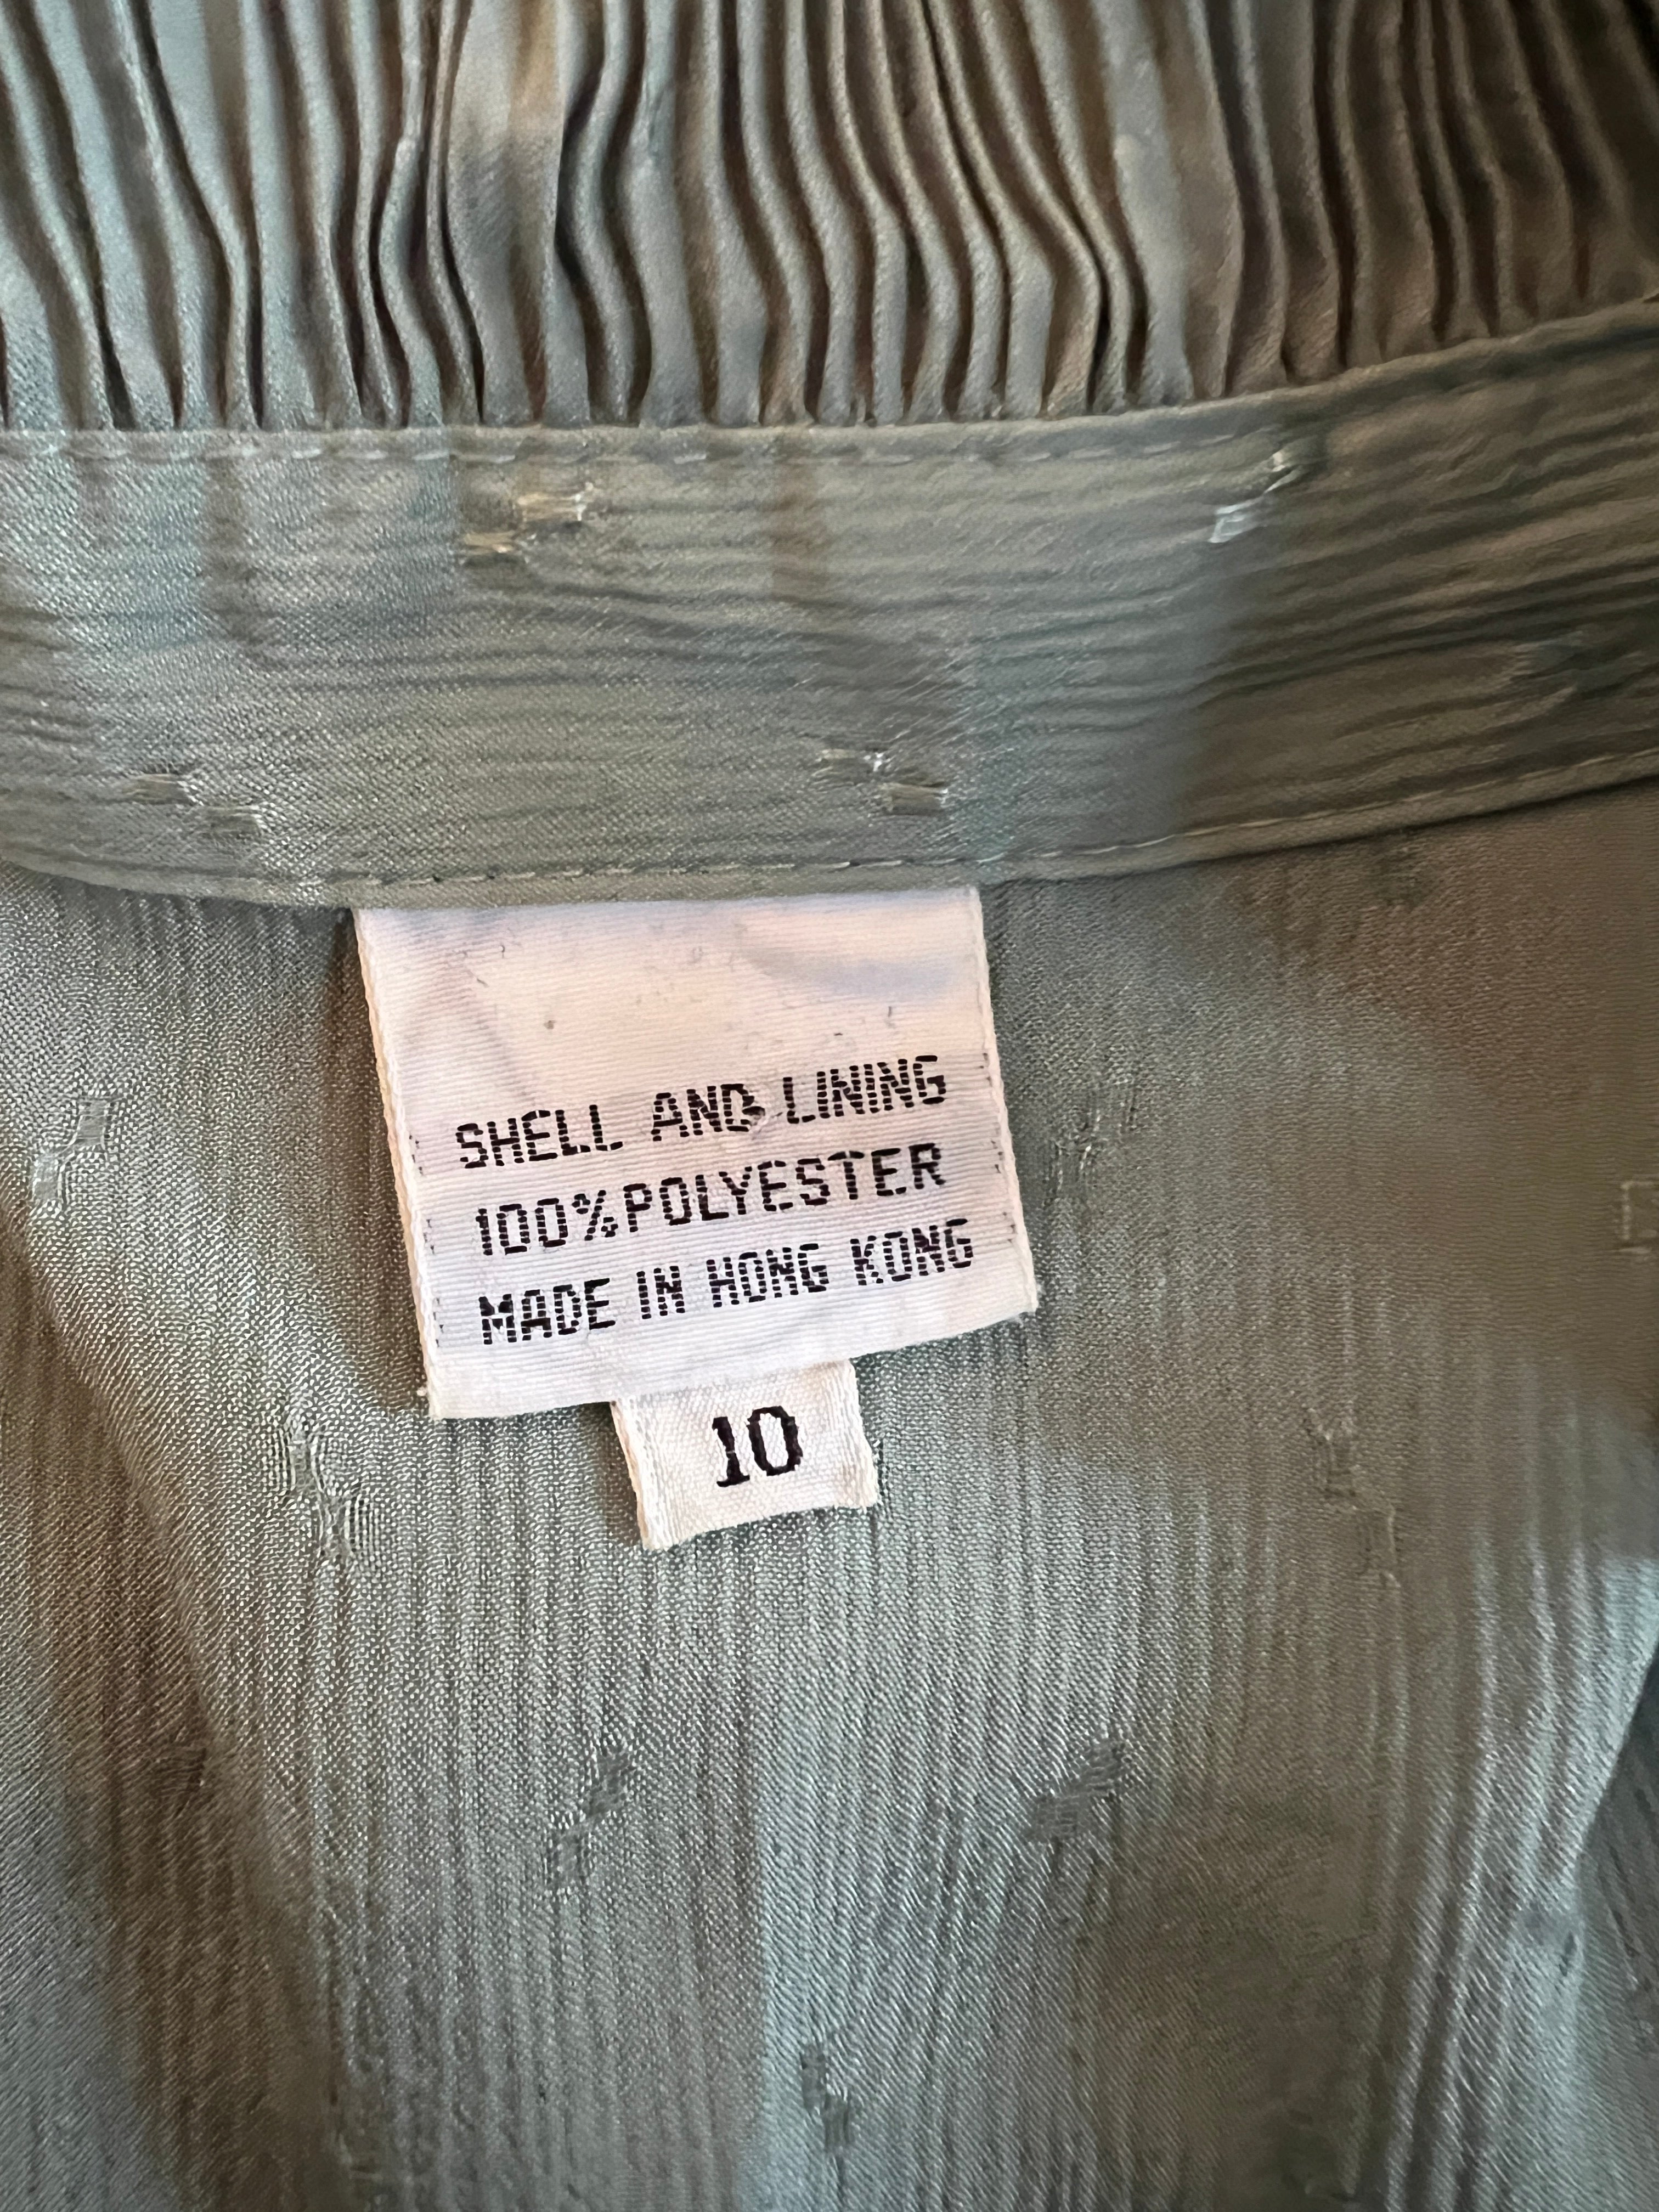 SHELL AND LINING
100% POLYESTER
MADE IN HONG KONG
10